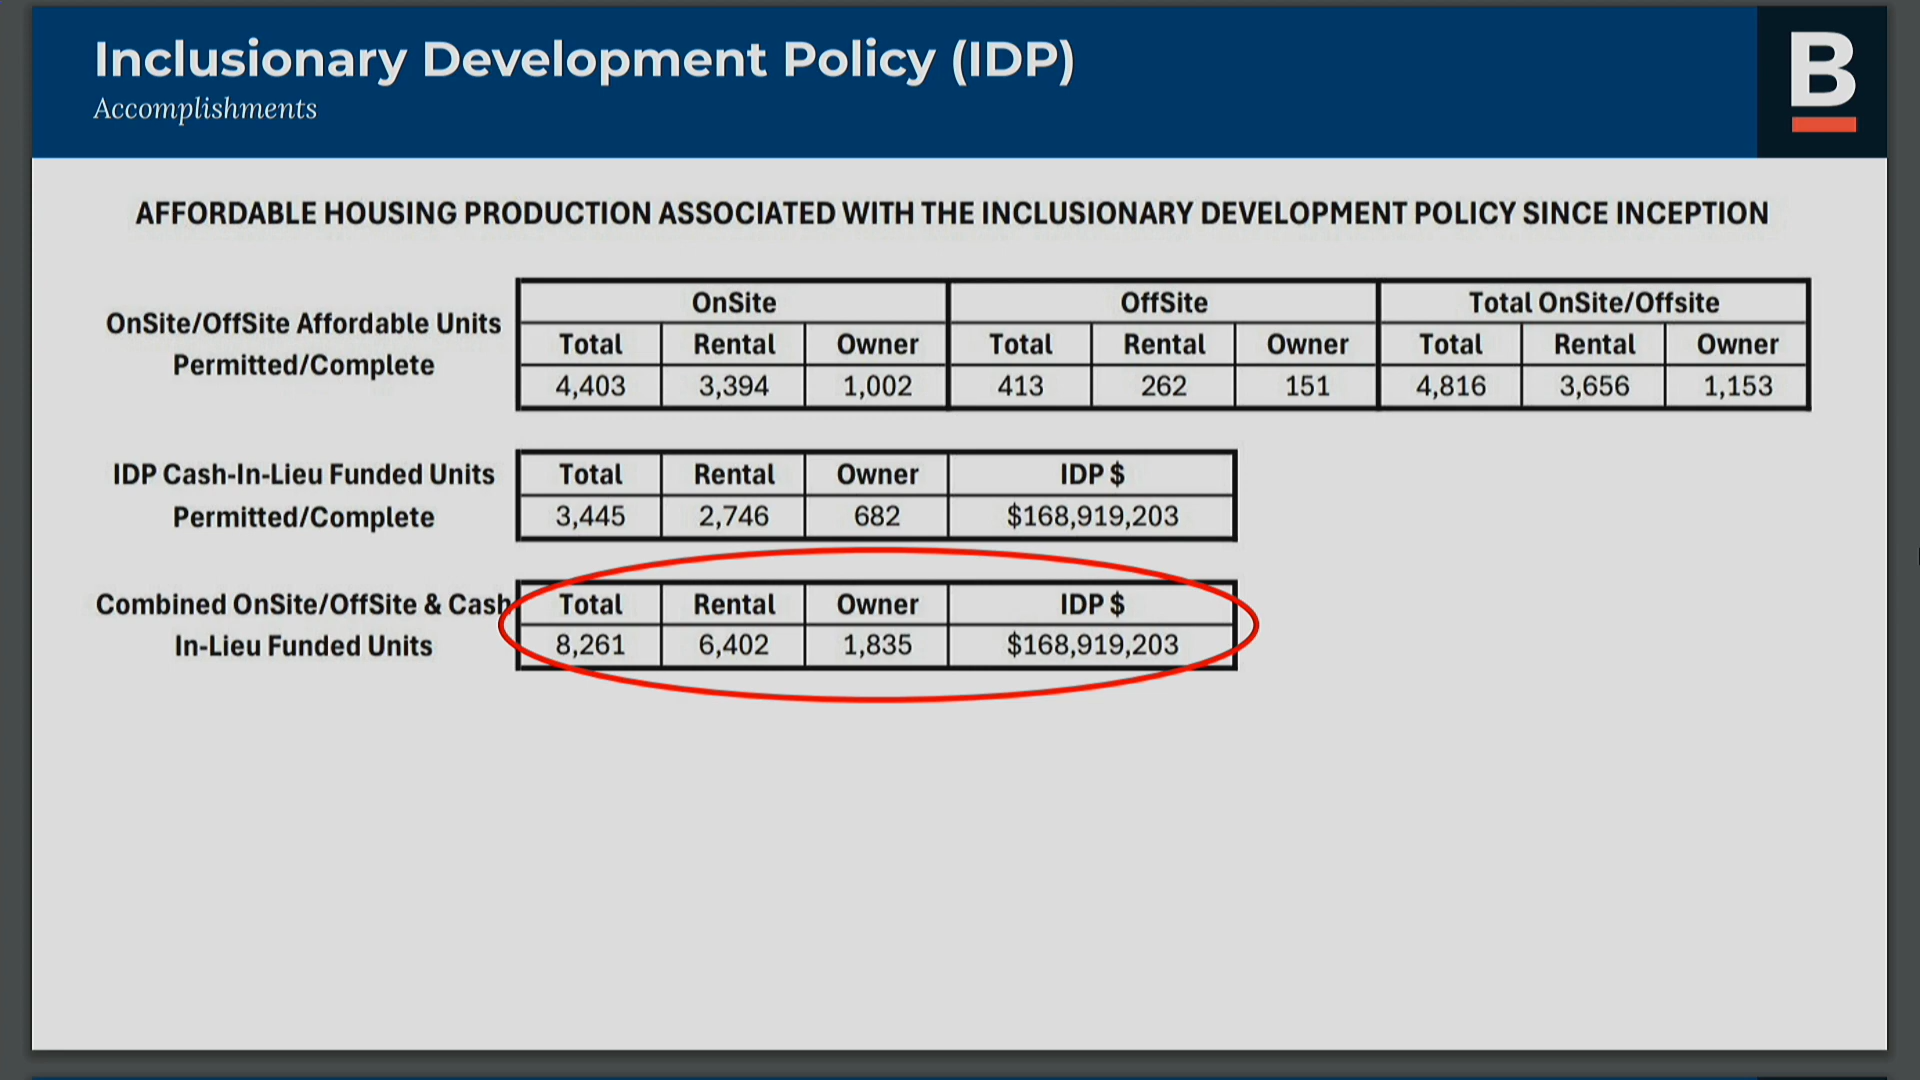 Inclusionary Development Policy (IDP)
Accomplishments
B
AFFORDABLE HOUSING PRODUCTION ASSOCIATED WITH THE INCLUSIONARY DEVELOPMENT POLICY SINCE INCEPTION
OnSite/OffSite Affordable Units
Permitted/Complete
OnSite OffSite Total OnSite/Offsite
Total Rental Owner Total Rental Owner Total Rental Owner
4,403 3,394 1,002 413 262 151 4,816 3,656 1,153
IDP Cash-In-Lieu Funded Units
Permitted/Complete
Total Rental Owner IDP $
3,445 2,746 682 $168,919,203
Combined OnSite/OffSite & Cash
In-Lieu Funded Units
Total Rental Owner IDP $
8,261 6,402 1,835 $168,919,203